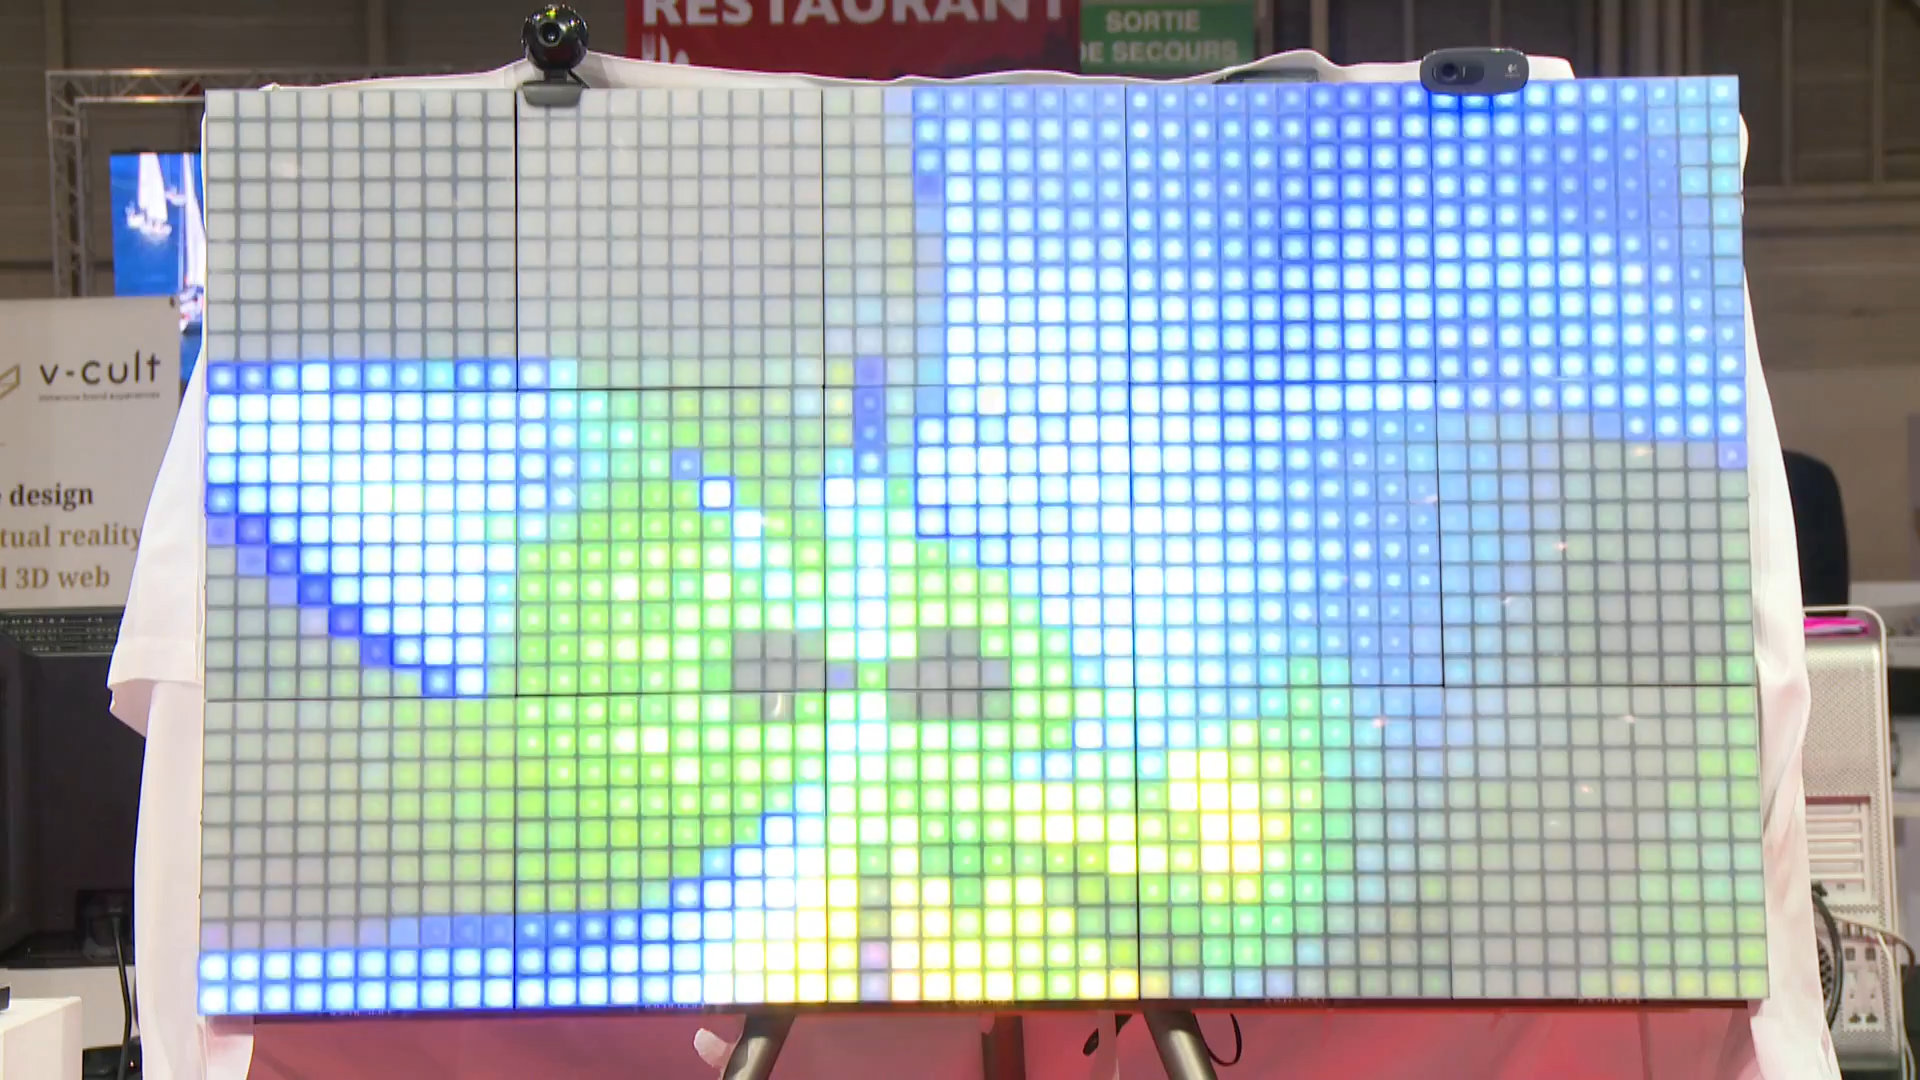 RESTAURANT
SORTIE
DE SECOURS
v-cult
design
tual reality
d 3D web